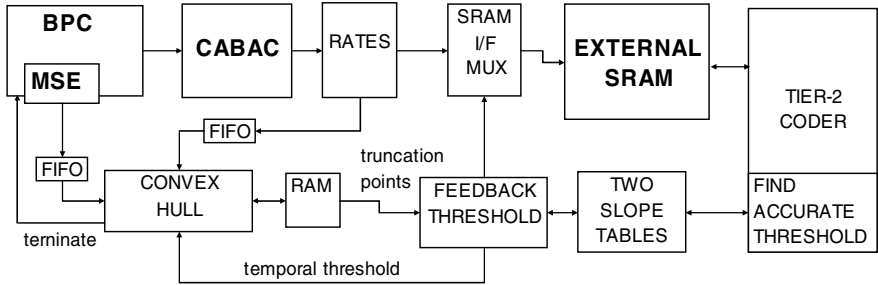 BPC
MSE
CABAC
RATES
SRAM
I/F
MUX
EXTERNAL
SRAM
TIER-2
CODER
FIFO
FIFO
CONVEX
HULL
RAM
truncation
points
FEEDBACK
THRESHOLD
TWO
SLOPE
TABLES
FIND
ACCURATE
THRESHOLD
terninate
temporal threshold